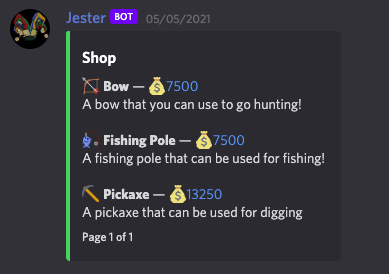 Jester BOT 05/05/2021
Shop
🏹 Bow — 💰7500
A bow that you can use to go hunting!
🎣 Fishing Pole — 💰7500
A fishing pole that can be used for fishing!
⛏️ Pickaxe — 💰13250
A pickaxe that can be used for digging
Page 1 of 1